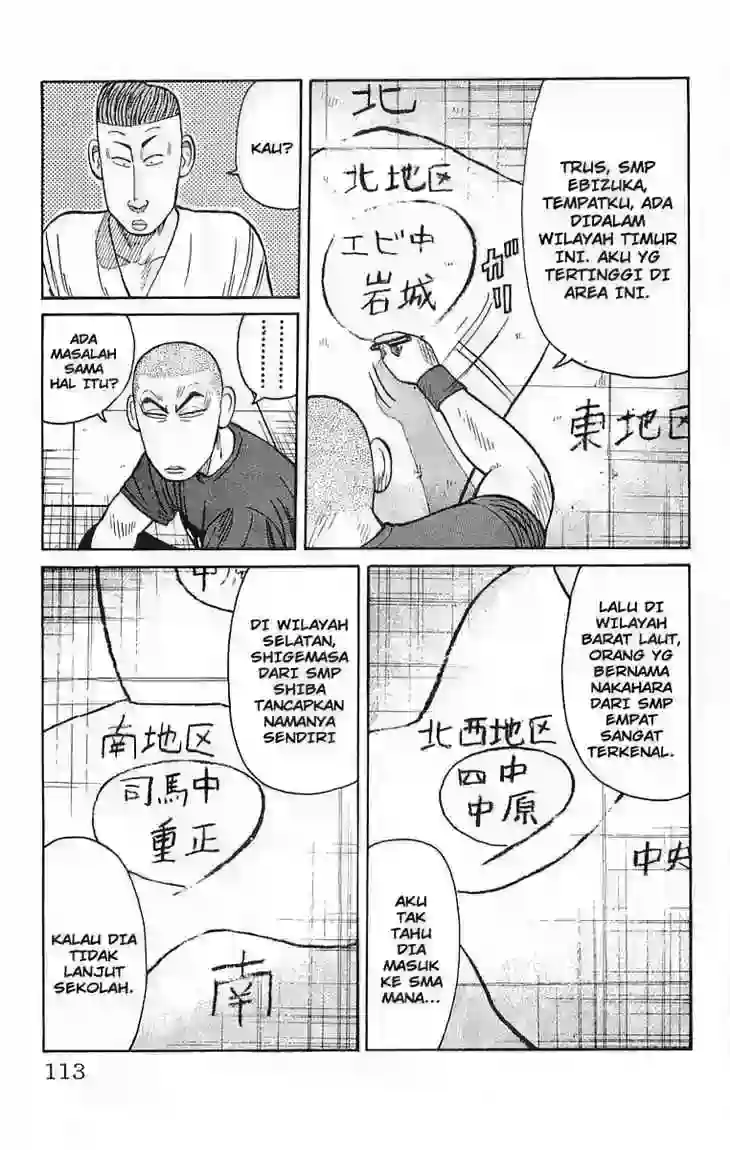 北
北地区
エビ中
岩城
ガリ
東地区
TRUS, SMP
EBIZUKA,
TEMPATKU, ADA
DIDALAM
WILAYAH TIMUR
INI. AKU YG
TERTINGGI DI
AREA INI.
KAU?
.........
ADA
MASALAH
SAMA
HAL ITU?
LALU DI
WILAYAH
BARAT LAUT,
ORANG YG
BERNAMA
NAKAHARA
DARI SMP
EMPAT
SANGAT
TERKENAL.
北西地区
四中
中原
中央
AKU
TAK
TAHU
DIA
MASUK
KE SMA
MANA...
中原
DI WILAYAH
SELATAN,
SHIGEMASA
DARI SMP
SHIBA
TANCAPKAN
NAMANYA
SENDIRI
南地区
司馬中
重正
南
KALAU DIA
TIDAK
LANJUT
SEKOLAH.
113